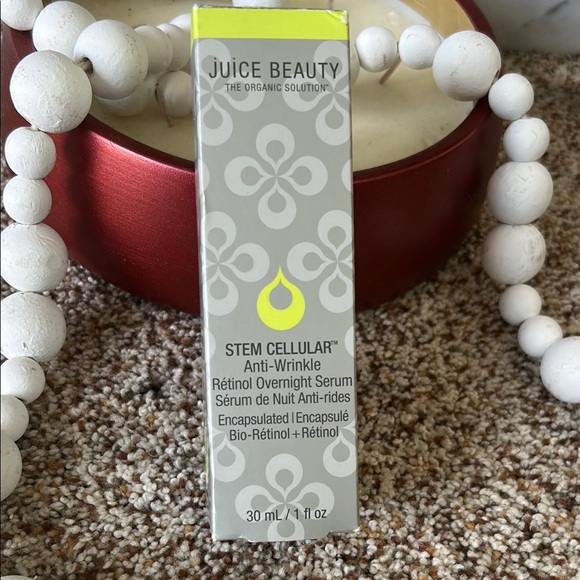 JUICE BEAUTY
THE ORGANIC SOLUTION™
STEM CELLULAR™
Anti-Wrinkle
Rétinol Overnight Serum
Sérum de Nuit Anti-rides
Encapsulated | Encapsulé
Bio-Rétinol + Rétinol
30 mL / 1 fl oz